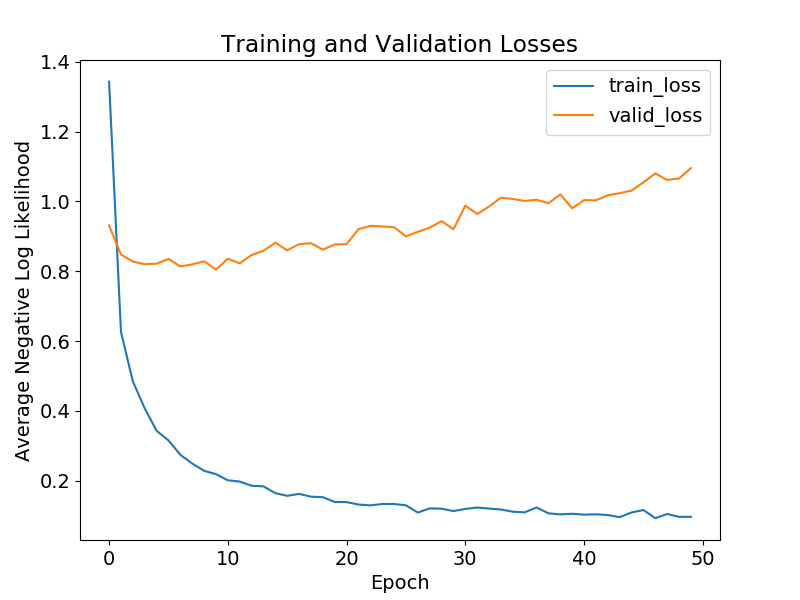 Training and Validation Losses
train_loss
valid_loss
Average Negative Log Likelihood
1.4
1.2
1.0
0.8
0.6
0.4
0.2
0 10 20 30 40 50
Epoch